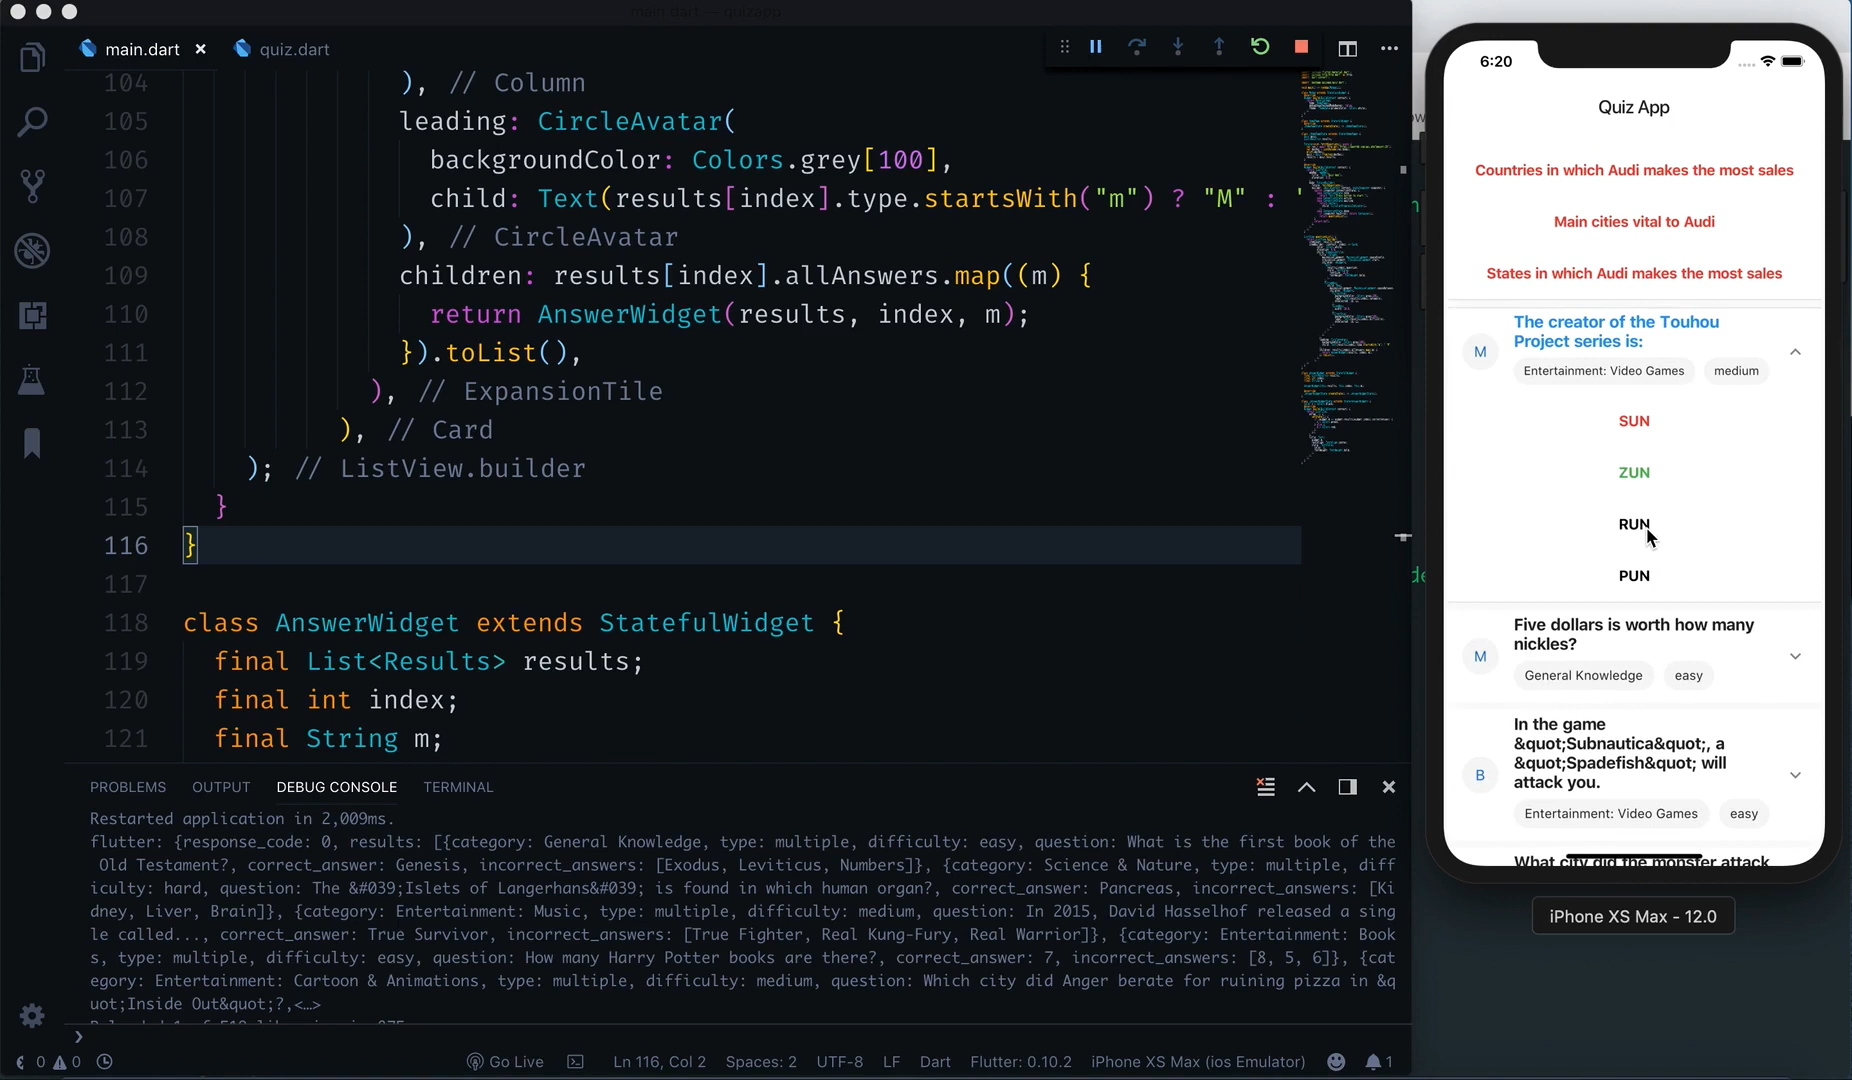 main.dart — quizapp
main.dart
quiz.dart
104 ), // Column
105 leading: CircleAvatar(
106 backgroundColor: Colors.grey[100],
107 child: Text(results[index].type.startsWith("m") ? "M" : "
108 ), // CircleAvatar
109 children: results[index].allAnswers.map((m) {
110 return AnswerWidget(results, index, m);
111 }).toList(),
112 ), // ExpansionTile
113 ), // Card
114 ); // ListView.builder
115 }
116 }
117
118 class AnswerWidget extends StatefulWidget {
119 final List<Results> results;
120 final int index;
121 final String m;
PROBLEMS OUTPUT DEBUG CONSOLE TERMINAL
Restarted application in 2,009ms.
flutter: {response_code: 0, results: [{category: General Knowledge, type: multiple, difficulty: easy, question: What is the first book of the
Old Testament?, correct_answer: Genesis, incorrect_answers: [Exodus, Leviticus, Numbers]}, {category: Science & Nature, type: multiple, diff
iculty: hard, question: The &#039;Islets of Langerhans&#039; is found in which human organ?, correct_answer: Pancreas, incorrect_answers: [Ki
dney, Liver, Brain]}, {category: Entertainment: Music, type: multiple, difficulty: medium, question: In 2015, David Hasselhof released a sing
le called..., correct_answer: True Survivor, incorrect_answers: [True Fighter, Real Kung-Fury, Real Warrior]}, {category: Entertainment: Book
s, type: multiple, difficulty: easy, question: How many Harry Potter books are there?, correct_answer: 7, incorrect_answers: [8, 5, 6]}, {cat
egory: Entertainment: Cartoon & Animations, type: multiple, difficulty: medium, question: Which city did Anger berate for ruining pizza in &q
uot;Inside Out&quot;?,<…>
0 0
Go Live
Ln 116, Col 2
Spaces: 2
UTF-8
LF
Dart
Flutter: 0.10.2
iPhone XS Max (ios Emulator)
1
6:20
Quiz App
Countries in which Audi makes the most sales
Main cities vital to Audi
States in which Audi makes the most sales
M
The creator of the Touhou
Project series is:
Entertainment: Video Games
medium
SUN
ZUN
RUN
PUN
M
Five dollars is worth how many
nickles?
General Knowledge
easy
B
In the game
&quot;Subnautica&quot;, a
&quot;Spadefish&quot; will
attack you.
Entertainment: Video Games
easy
What city did the monster attack
iPhone XS Max - 12.0